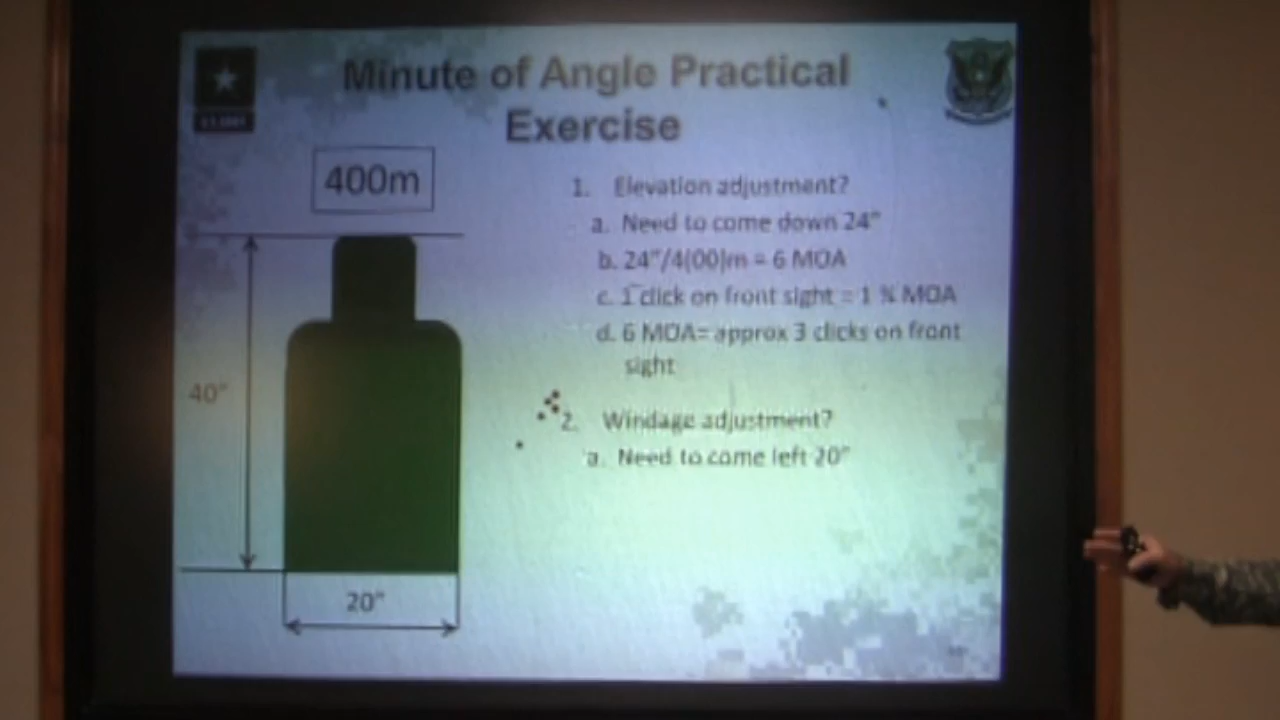 Minute of Angle Practical
Exercise
400m
1. Elevation adjustment?
a. Need to come down 24"
b. 24"/4(00)m = 6 MOA
c. 1 click on front sight = 1 ¾ MOA
d. 6 MOA= approx 3 clicks on front
sight
40"
2. Windage adjustment?
a. Need to come left 20"
20"